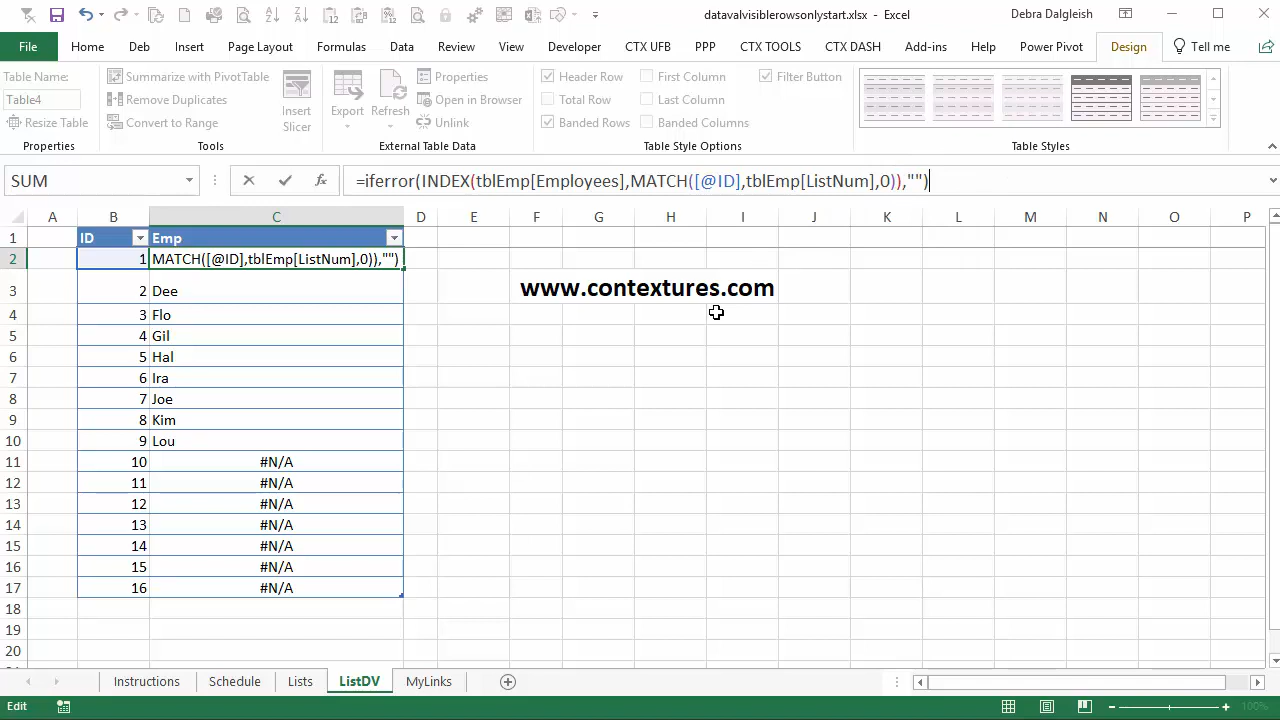 datavalvisiblerowsonlystart.xlsx - Excel
Debra Dalgleish
File Home Deb Insert Page Layout Formulas Data Review View Developer CTX UFB PPP CTX TOOLS CTX DASH Add-ins Help Power Pivot Design Tell me
Table Name:
Table4
Resize Table
Properties
Summarize with PivotTable
Remove Duplicates
Convert to Range
Tools
Insert
Slicer
Export
Refresh
Properties
Open in Browser
Unlink
External Table Data
Header Row
Total Row
Banded Rows
First Column
Last Column
Banded Columns
Filter Button
Table Style Options
Table Styles
SUM
fx
=iferror(INDEX(tblEmp[Employees],MATCH([@ID],tblEmp[ListNum],0)),"")
A B C D E F G H I J K L M N O P
1 ID Emp
2 1 MATCH([@ID],tblEmp[ListNum],0)),"")
3 2 Dee
www.contextures.com
4 3 Flo
5 4 Gil
6 5 Hal
7 6 Ira
8 7 Joe
9 8 Kim
10 9 Lou
11 10 #N/A
12 11 #N/A
13 12 #N/A
14 13 #N/A
15 14 #N/A
16 15 #N/A
17 16 #N/A
18
19
20
Instructions Schedule Lists ListDV MyLinks
Edit
100%